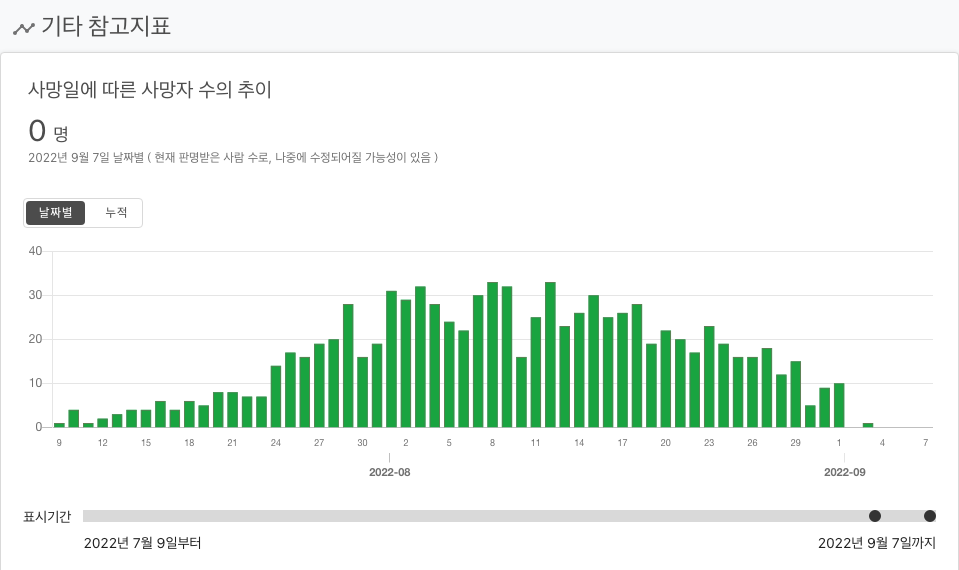 기타 참고지표
사망일에 따른 사망자 수의 추이
0 명
2022년 9월 7일 날짜별 ( 현재 판명받은 사람 수로, 나중에 수정되어질 가능성이 있음 )
날짜별 누적
40
30
20
10
0
9 12 15 18 21 24 27 30 2 5 8 11 14 17 20 23 26 29 1 4 7
2022-08 2022-09
표시기간
2022년 7월 9일부터 2022년 9월 7일까지